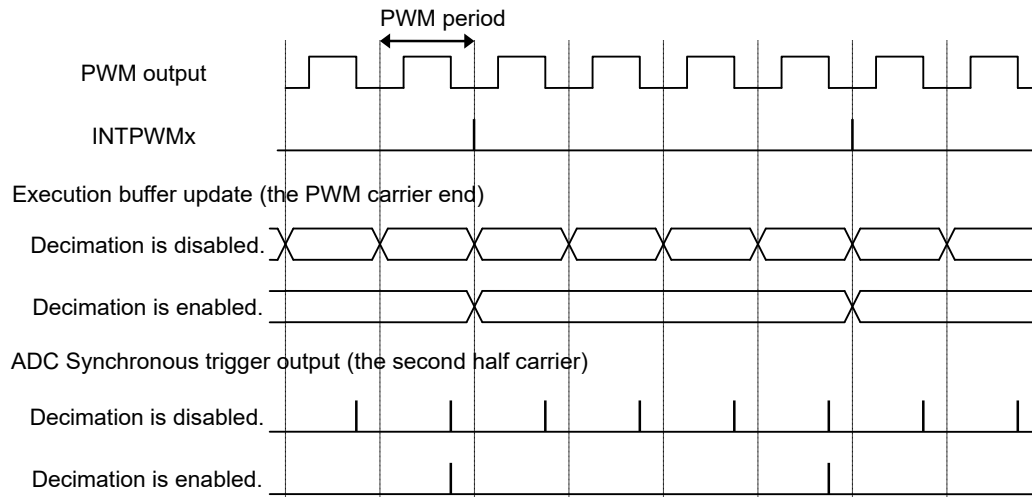 PWM period
PWM output
INTPWMx
Execution buffer update (the PWM carrier end)
Decimation is disabled.
Decimation is enabled.
ADC Synchronous trigger output (the second half carrier)
Decimation is disabled.
Decimation is enabled.